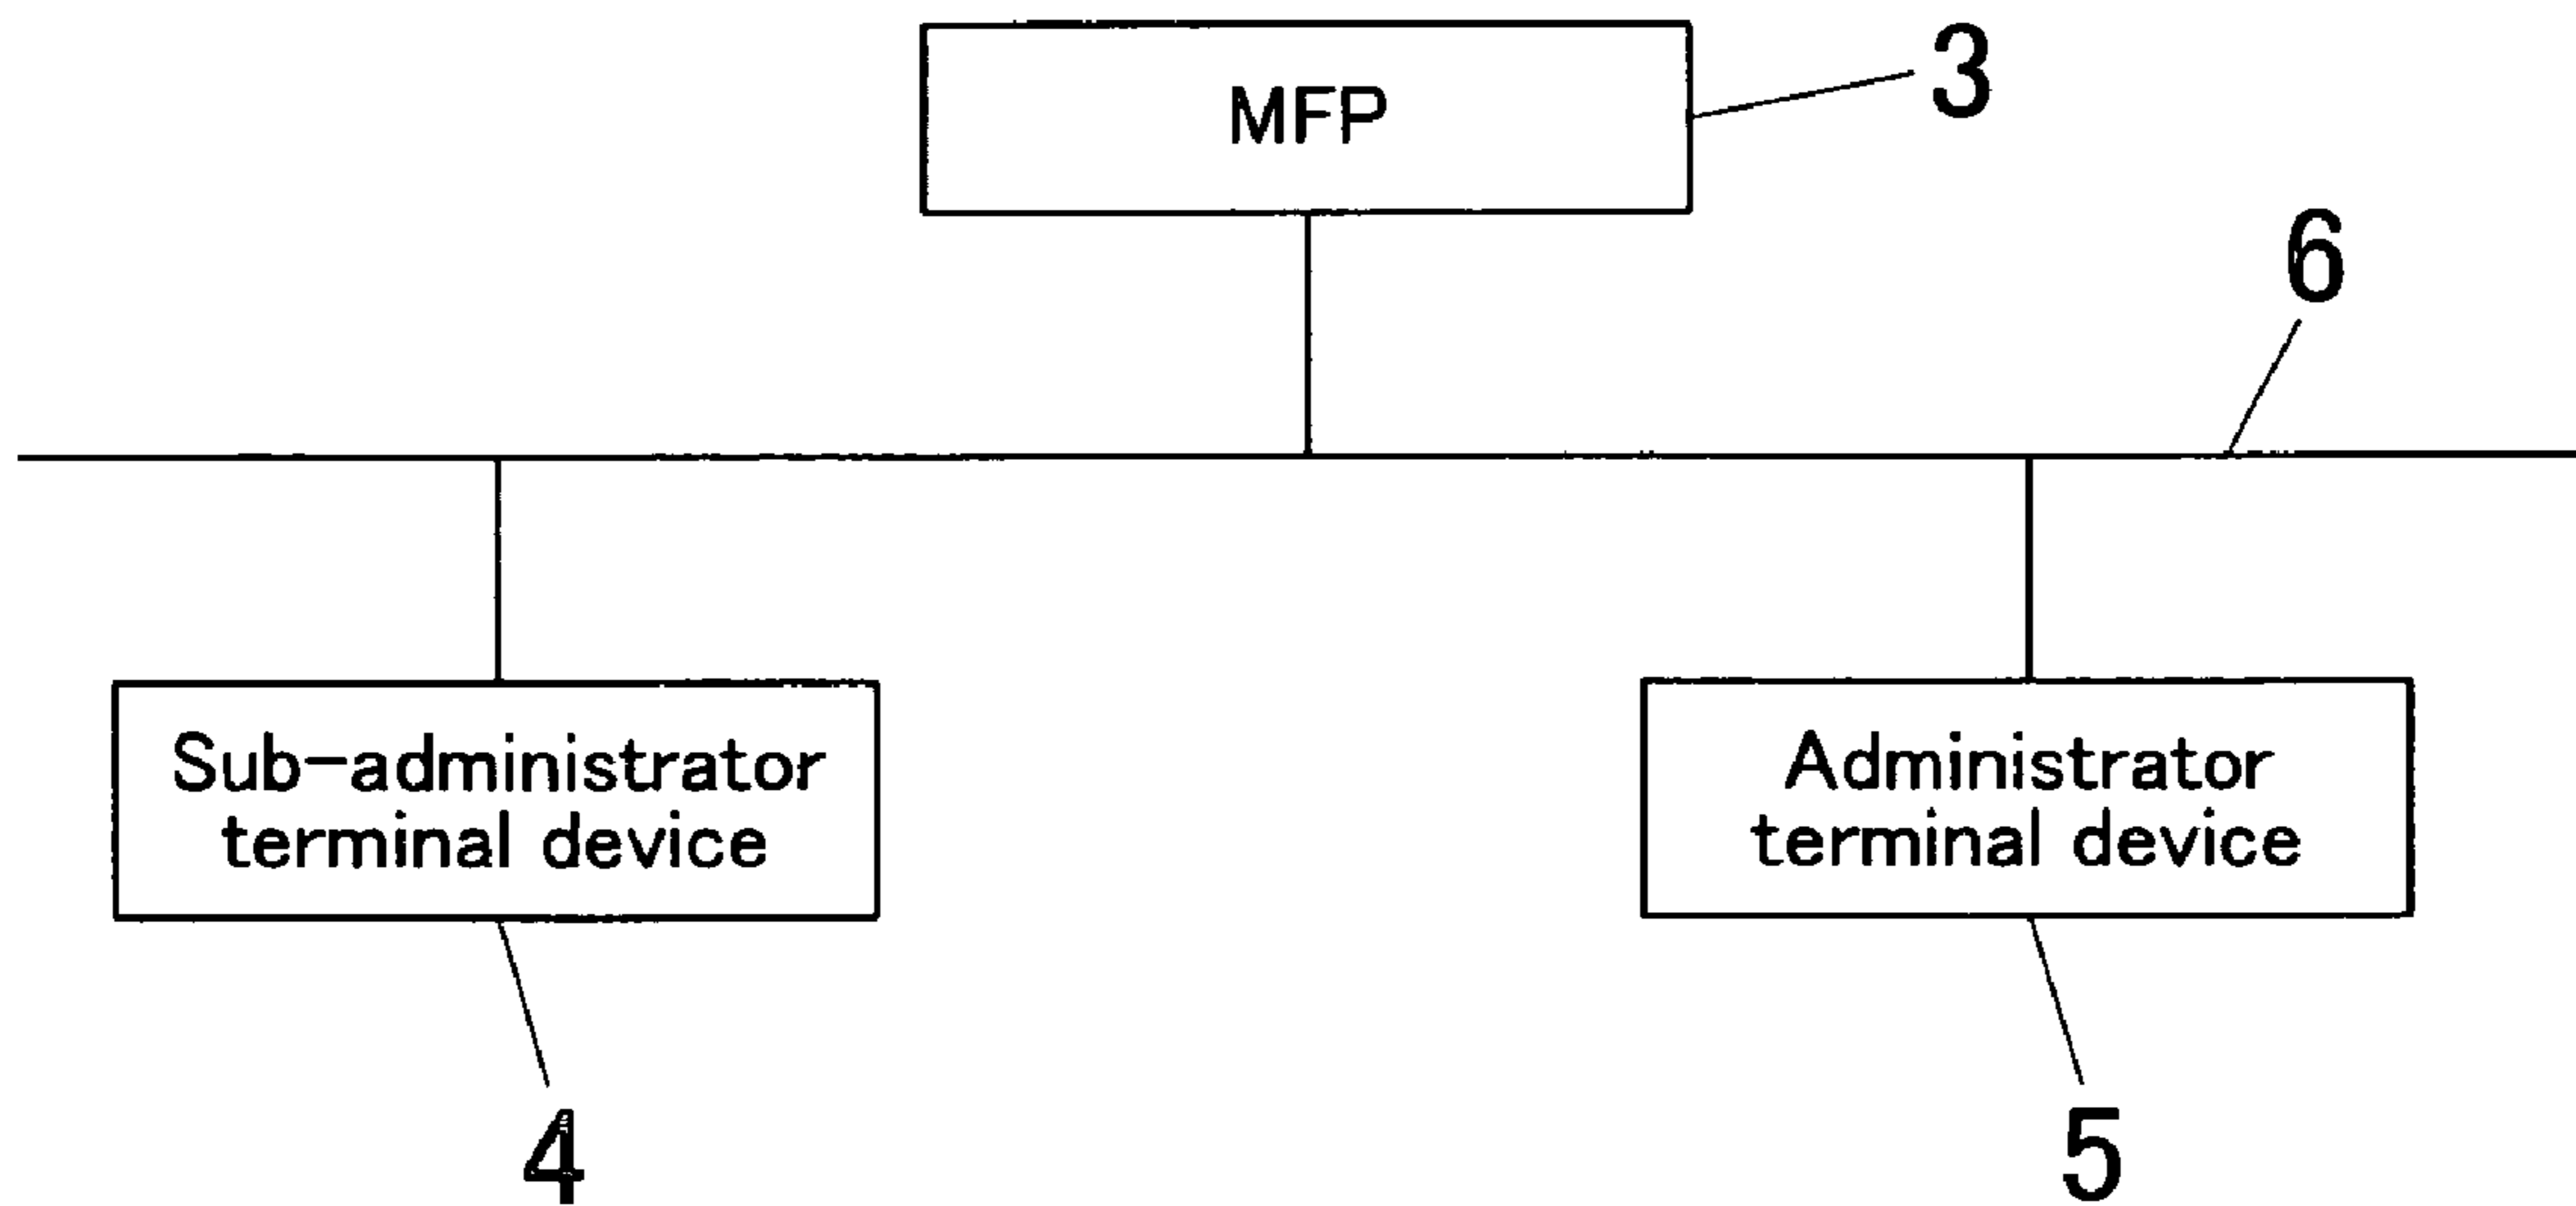 MFP
3
6
Sub-administrator
terminal device
Administrator
terminal device
4
5